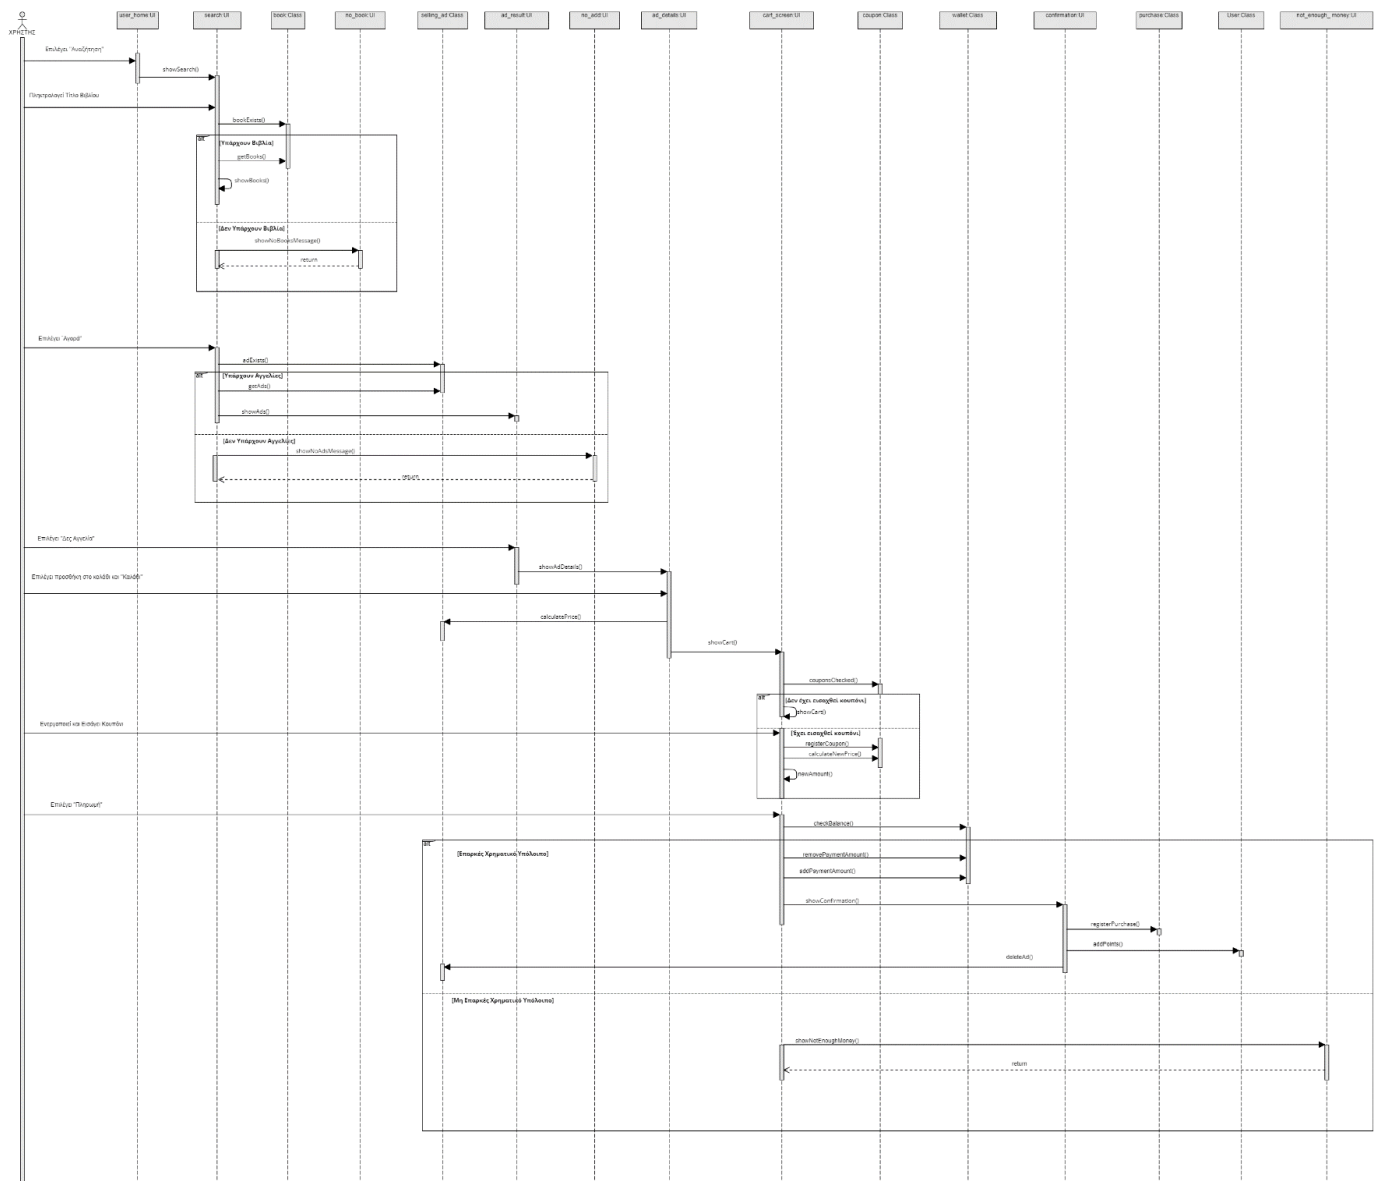 user_home:UI
search:UI
book:Class
no_book:UI
selling_ad:Class
ad_result:UI
no_add:UI
ad_details:UI
cart_screen:UI
coupon:Class
wallet:Class
confirmation:UI
purchase:Class
User:Class
not_enough_ money:UI
ΧΡΗΣΤΗΣ
Επιλέγει "Αναζήτηση"
showSearch()
Πληκτρολογεί Τίτλο Βιβλίου
bookExists()
alt
[Υπάρχουν Βιβλία]
getBooks()
showBooks()
[Δεν Υπάρχουν Βιβλία]
showNoBooksMessage()
return
Επιλέγει "Αγορά"
adExists()
alt
[Υπάρχουν Αγγελίες]
getAds()
showAds()
[Δεν Υπάρχουν Αγγελίες]
showNoAdsMessage()
return
Επιλέγει "Δες Αγγελία"
showAdDetails()
Επιλέγει προσθήκη στο καλάθι και "Καλάθι"
calculatePrice()
showCart()
couponsChecked()
alt
[Δεν έχει εισαχθεί κουπόνι]
showCart()
Ενεργοποιεί και Εισάγει Κουπόνι
[Έχει εισαχθεί κουπόνι]
registerCoupon()
calculateNewPrice()
newAmount()
Επιλέγει "Πληρωμή"
checkBalance()
alt
[Επαρκές Χρηματικό Υπόλοιπο]
removePaymentAmount()
addPaymentAmount()
showConfirmation()
registerPurchase()
addPoints()
deleteAd()
[Μη Επαρκές Χρηματικό Υπόλοιπο]
showNotEnoughMoney()
return